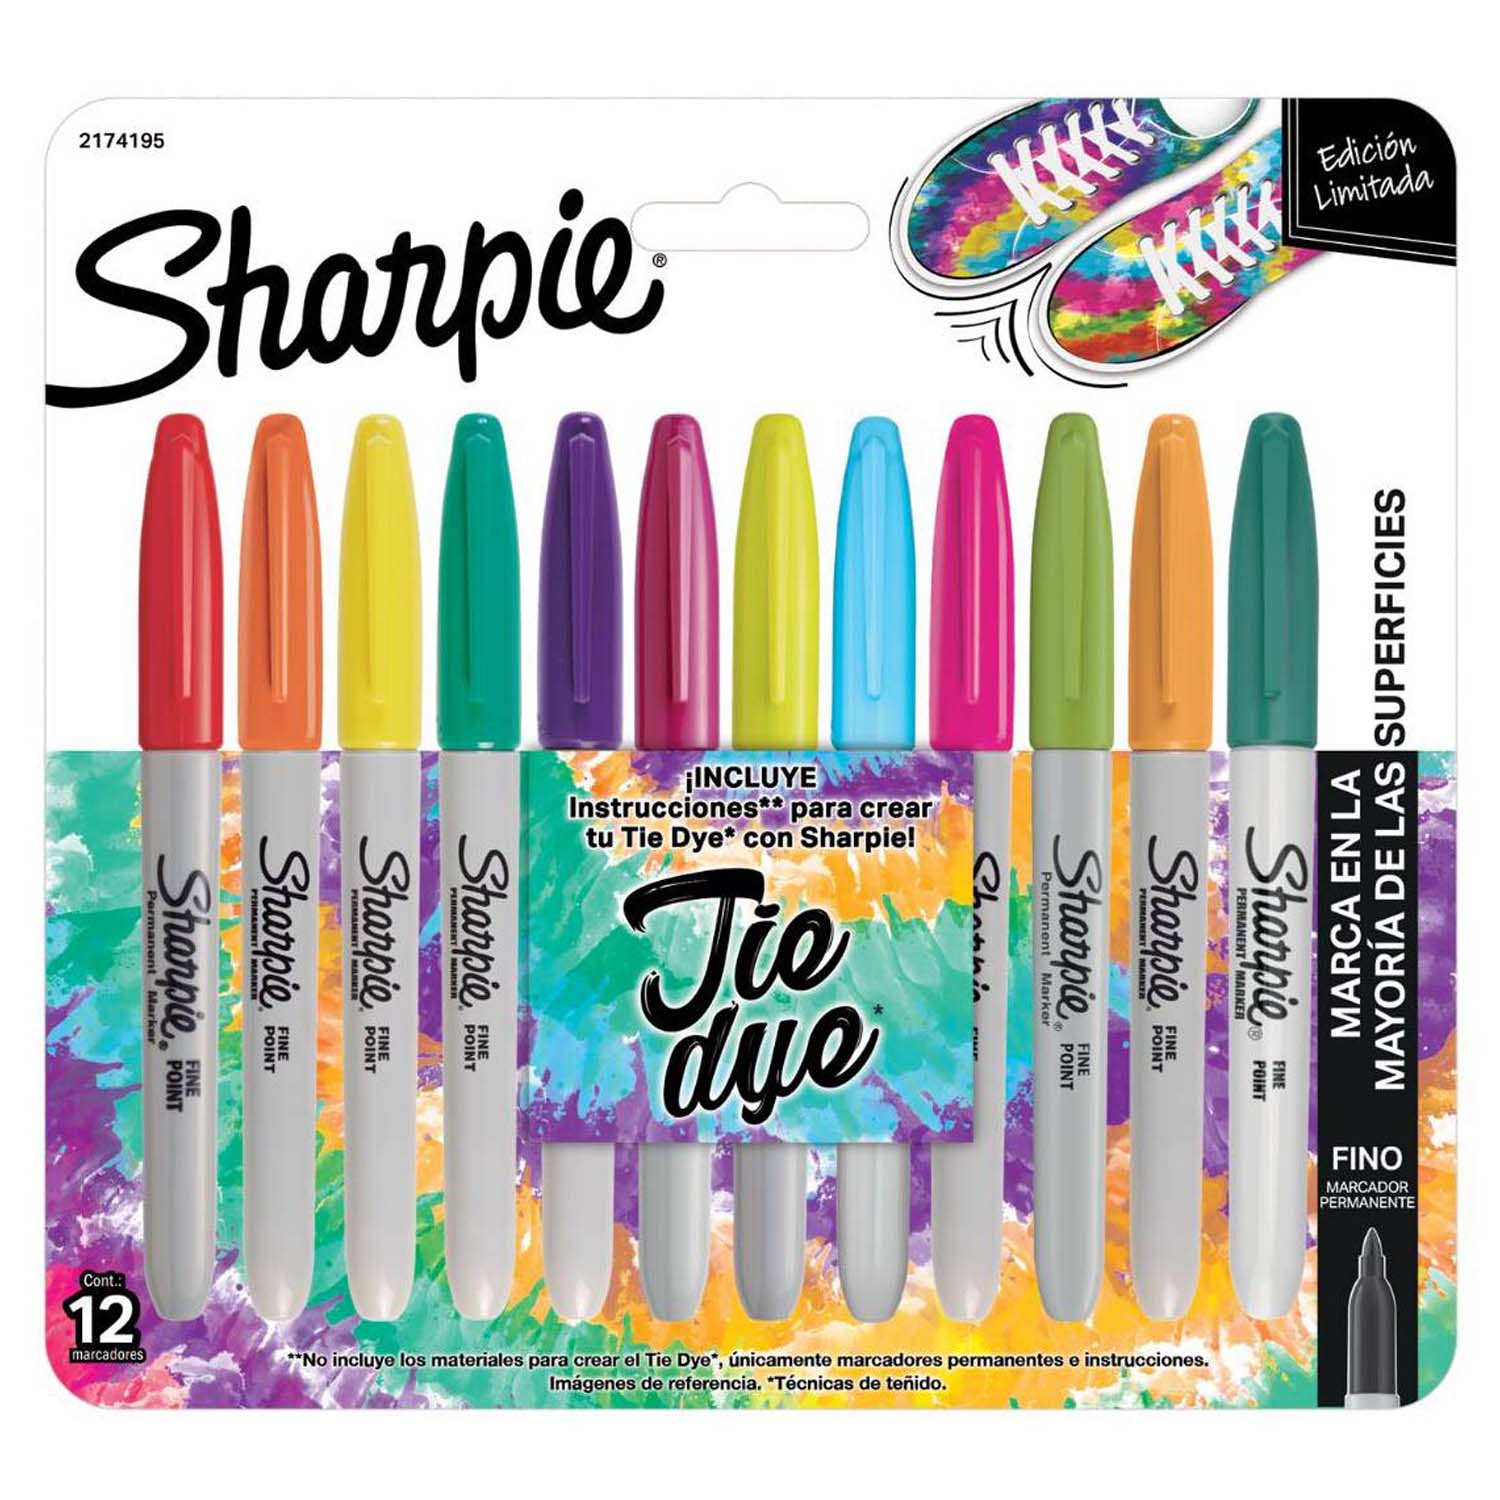 2174195
Sharpie®
Edición
Limitada
¡INCLUYE
Instrucciones** para crear
tu Tie Dye* con Sharpie!
Tie
dye*
Sharpie®
Permanent Marker
FINE
POINT
Sharpie®
PERMANENT MARKER
FINE
POINT
Sharpie®
PERMANENT MARKER
FINE
POINT
Sharpie®
PERMANENT MARKER
FINE
POINT
Sharpie
Sharpie®
Permanent Marker
FINE
POINT
Sharpie®
PERMANENT MARKER
FINE
POINT
Sharpie®
PERMANENT MARKER
FINE
POINT
MARCA EN LA
MAYORÍA DE LAS SUPERFICIES
FINO
MARCADOR
PERMANENTE
Cont.:
12
marcadores
**No incluye los materiales para crear el Tie Dye*, únicamente marcadores permanentes e instrucciones.
Imágenes de referencia. *Técnicas de teñido.